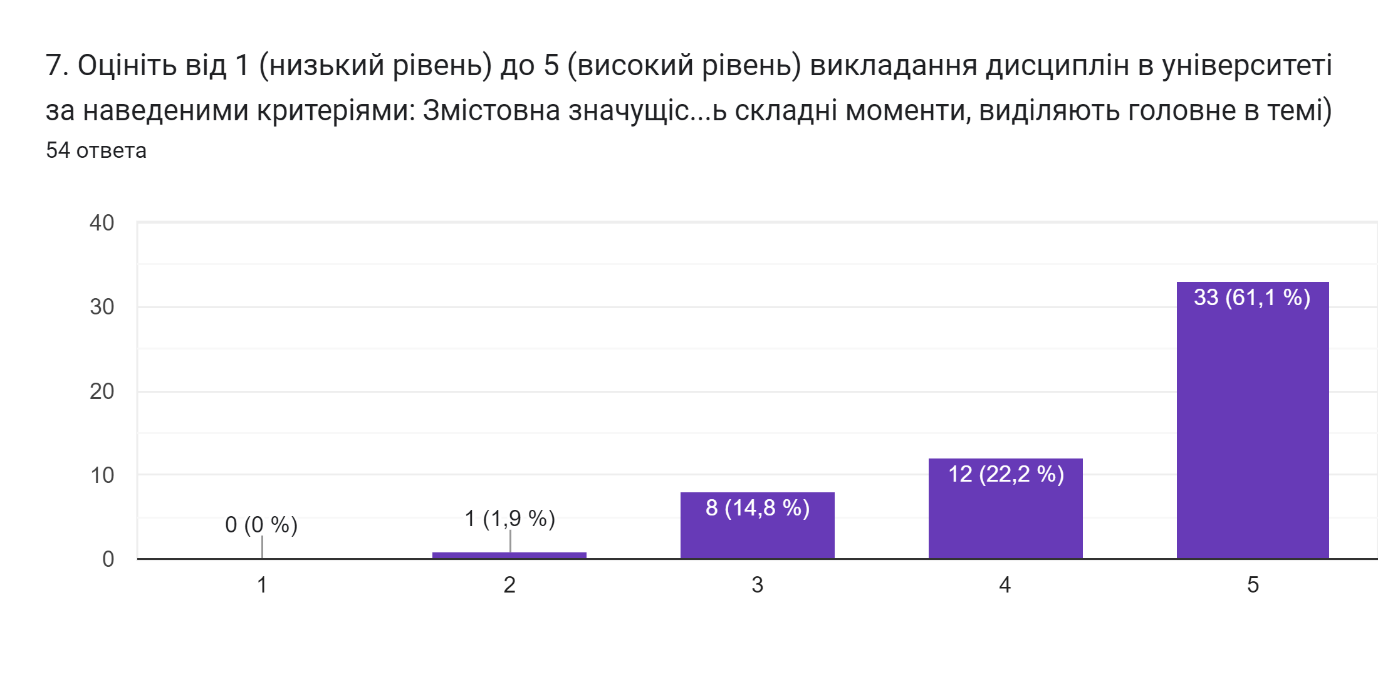 7. Оцініть від 1 (низький рівень) до 5 (високий рівень) викладання дисциплін в університеті
за наведеними критеріями: Змістовна значущіс...ь складні моменти, виділяють головне в темі)
54 ответа
40
30
20
10
0
0 (0 %)
1 (1,9 %)
8 (14,8 %)
12 (22,2 %)
33 (61,1 %)
1
2
3
4
5